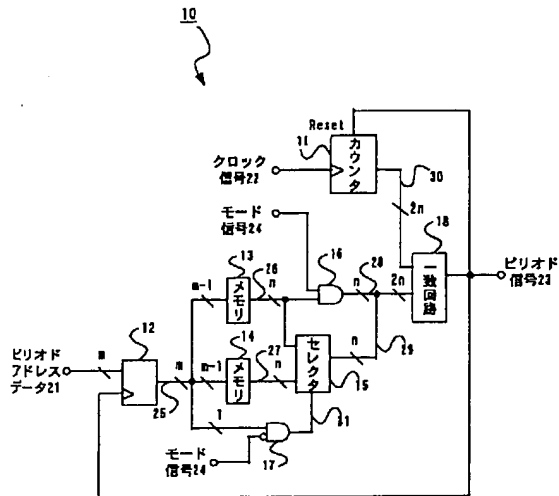 10
Reset
11
カウンタ
クロック
信号22
30
モード
信号24
2n
18
13
26
16
28
一致回路
ピリオド
信号23
m-1
メモリ
n
n
2n
12
14
27
セレクタ
n
29
ピリオド
アドレス
データ21
m
m
m-1
メモリ
n
15
25
1
31
モード
信号24
17